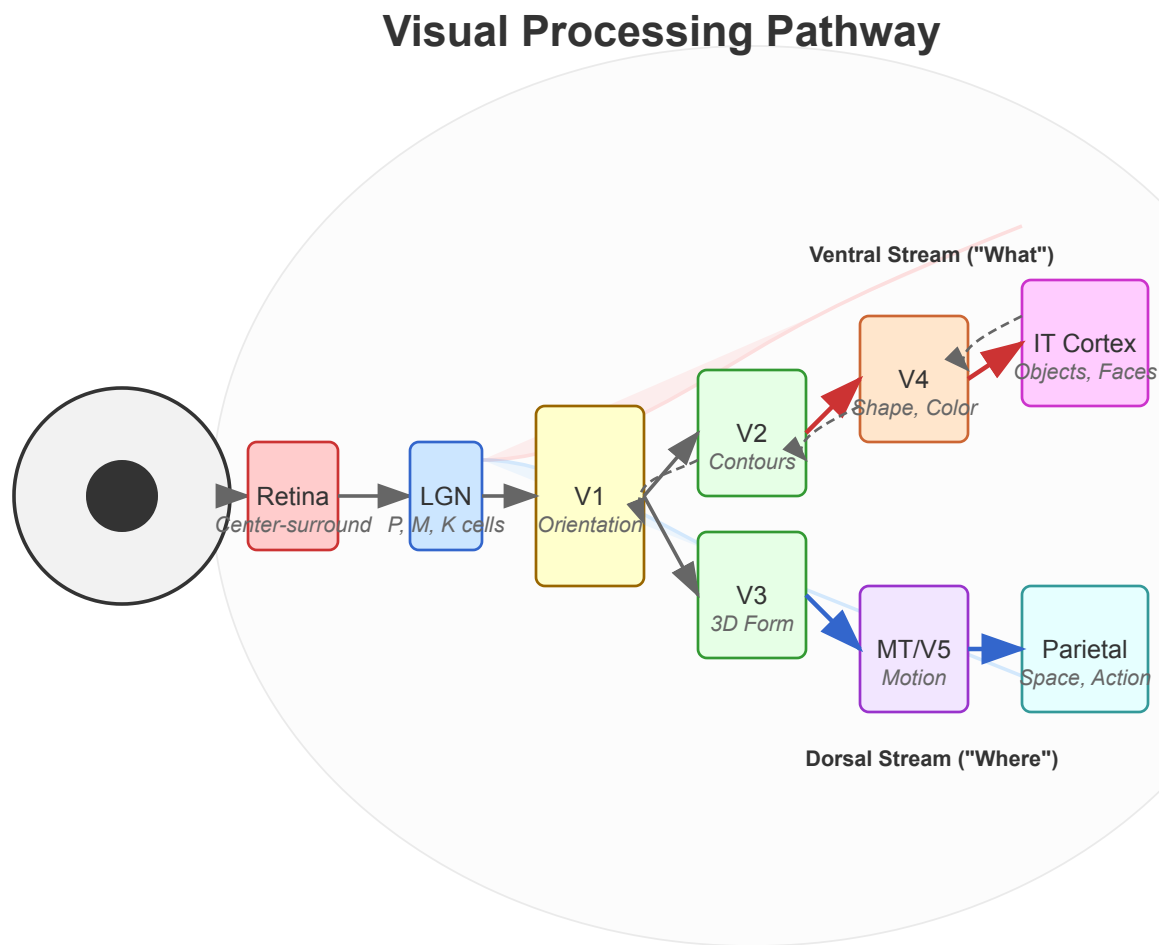 Visual Processing Pathway
Ventral Stream ("What")
IT Cortex
Objects, Faces
V4
Shape, Color
V2
Contours
Retina
Center-surround
LGN
P, M, K cells
V1
Orientation
V3
3D Form
MT/V5
Motion
Parietal
Space, Action
Dorsal Stream ("Where")